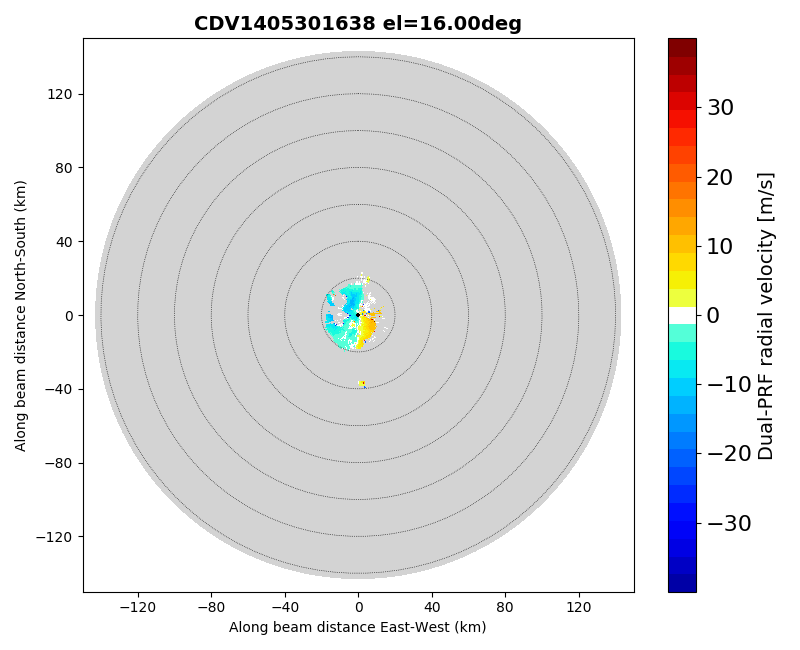 CDV1405301638 el=16.00deg
Along beam distance North-South (km)
120
80
40
0
−40
−80
−120
−120 −80 −40 0 40 80 120
Along beam distance East-West (km)
30
20
10
0
−10
−20
−30
Dual-PRF radial velocity [m/s]